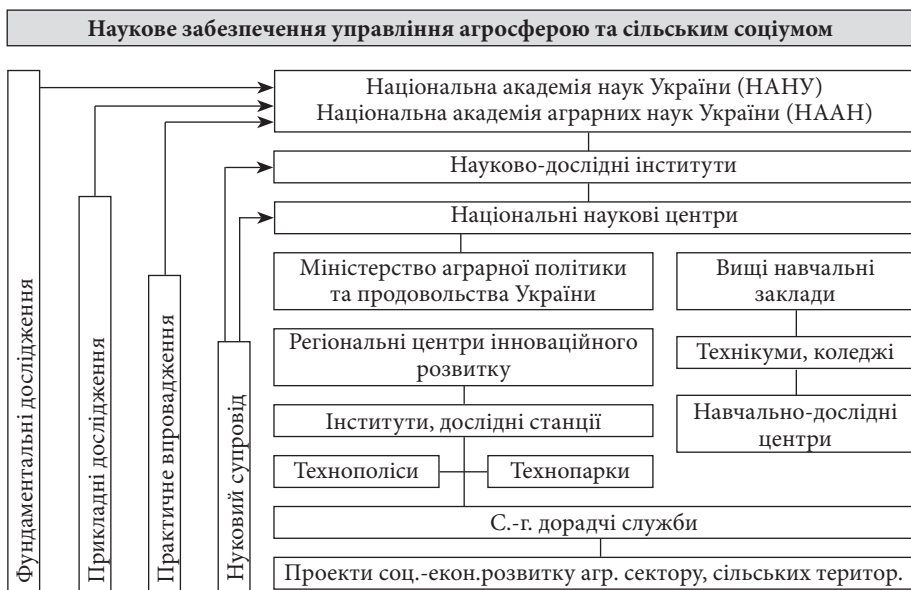 Наукове забезпечення управління агросферою та сільським соціумом
Фундаментальні дослідження
Прикладні дослідження
Практичне впровадження
Нуковий супровід
Національна академія наук України (НАНУ)
Національна академія аграрних наук України (НААН)
Науково-дослідні інститути
Національні наукові центри
Міністерство аграрної політики
та продовольства України
Вищі навчальні
заклади
Регіональні центри інноваційного
розвитку
Технікуми, коледжі
Інститути, дослідні станції
Навчально-дослідні
центри
Технополіси
Технопарки
С.-г. дорадчі служби
Проекти соц.-екон.розвитку агр. сектору, сільських територ.